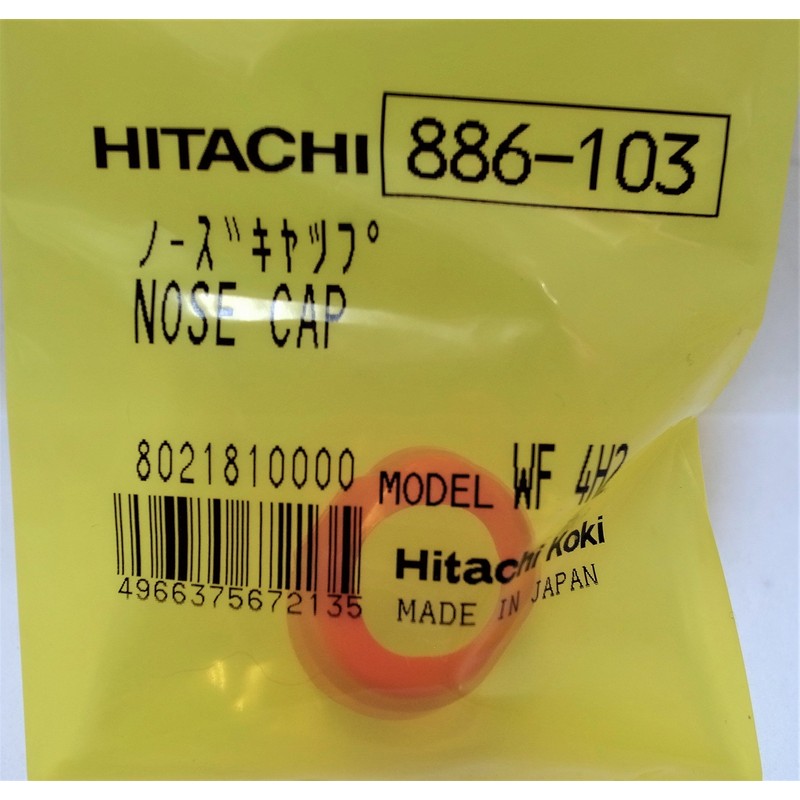 HITACHI 886-103
ﾉｰｽﾞｷｬｯﾌﾟ
NOSE CAP
8021810000 MODEL WF 4H2
4966375672135
Hitachi Koki
MADE IN JAPAN